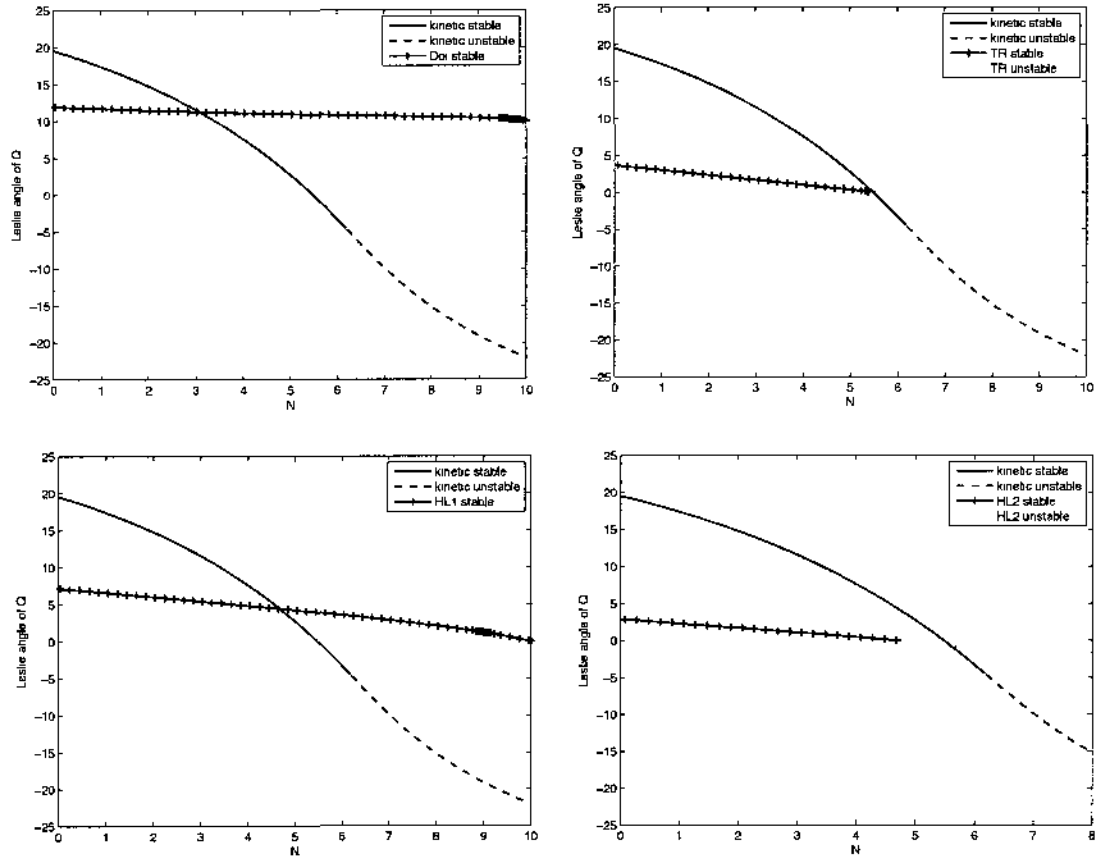 kinetic stable
kinetic unstable
Doi stable
Leslie angle of Q
25
20
15
10
5
0
-5
-10
-15
-20
-25
0 1 2 3 4 5 6 7 8 9 10
N
kinetic stable
kinetic unstable
TR stable
TR unstable
Leslie angle of Q
25
20
15
10
5
0
-5
-10
-15
-20
-25
0 1 2 3 4 5 6 7 8 9 10
N
kinetic stable
kinetic unstable
HL1 stable
Leslie angle of Q
25
20
15
10
5
0
-5
-10
-15
-20
-25
0 1 2 3 4 5 6 7 8 9 10
N
kinetic stable
kinetic unstable
HL2 stable
HL2 unstable
Leslie angle of Q
25
20
15
10
5
0
-5
-10
-15
-20
-25
0 1 2 3 4 5 6 7 8
N